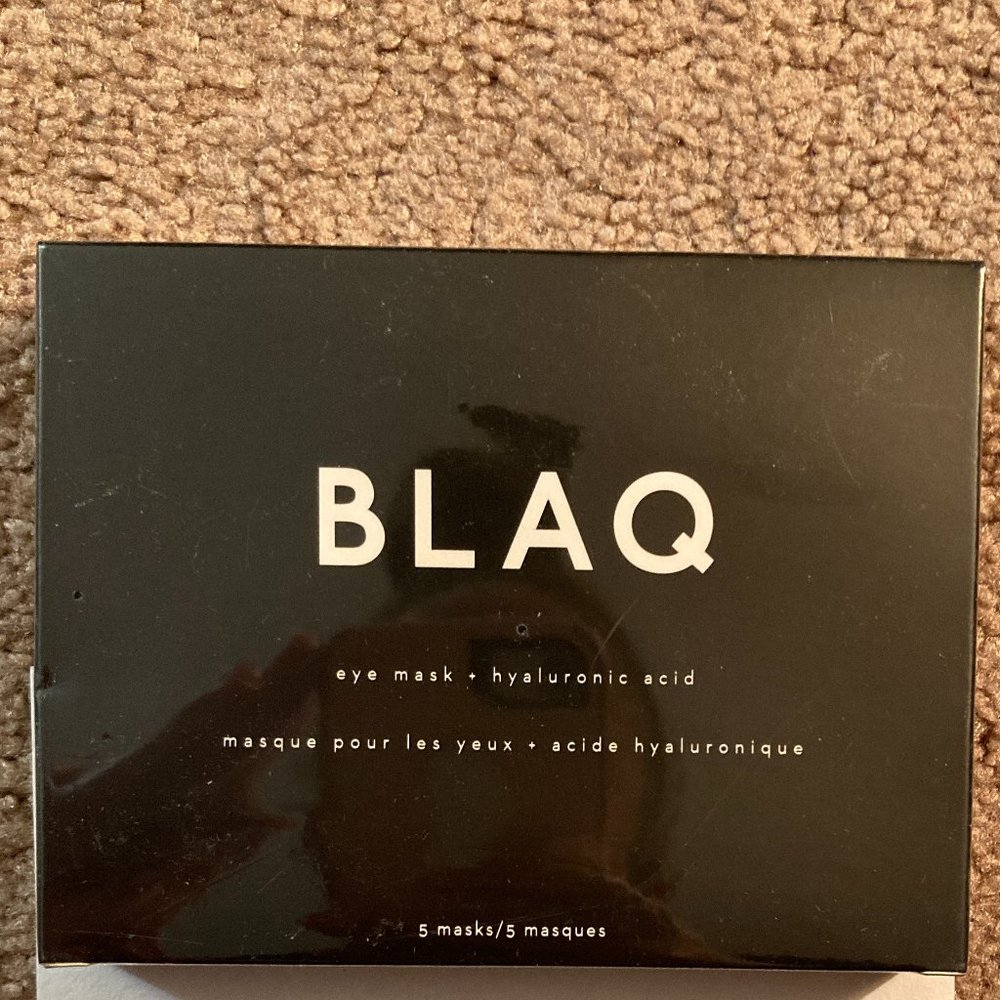 BLAQ
eye mask + hyaluronic acid
masque pour les yeux + acide hyaluronique
5 masks/5 masques